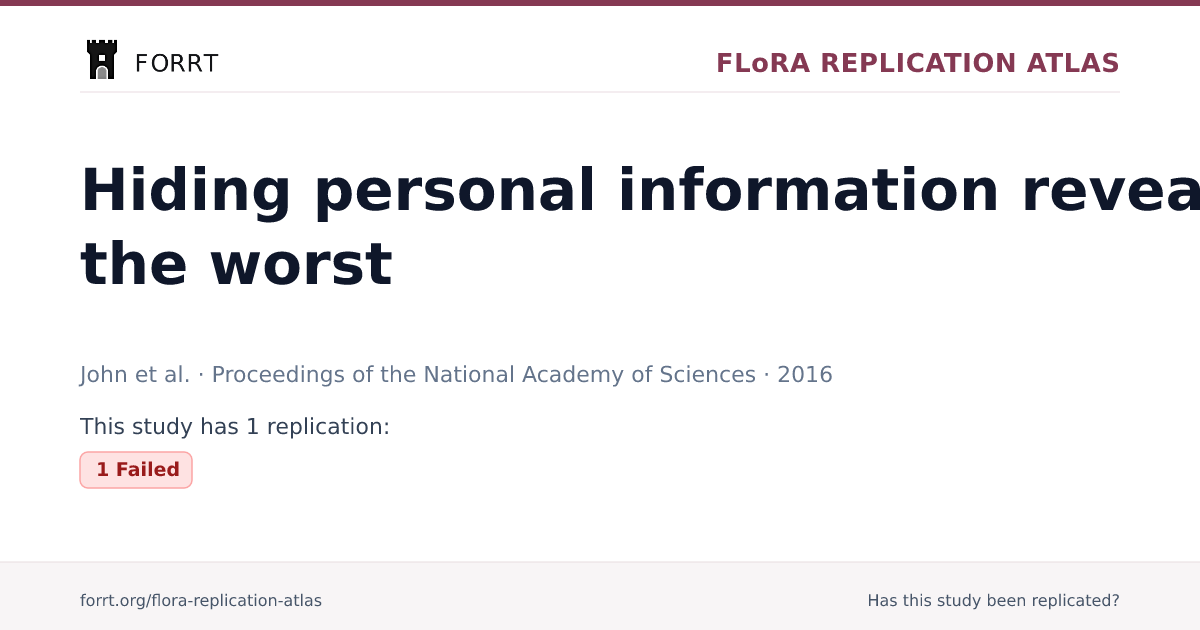 FORRT
FLoRA REPLICATION ATLAS
Hiding personal information revea
the worst
John et al. · Proceedings of the National Academy of Sciences · 2016
This study has 1 replication:
1 Failed
forrt.org/flora-replication-atlas
Has this study been replicated?